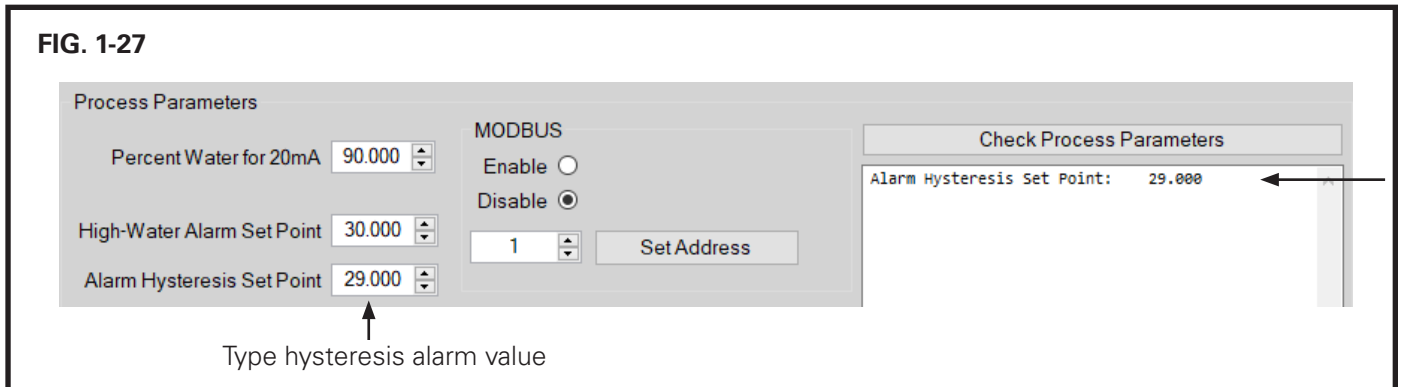 FIG. 1-27
Process Parameters
Percent Water for 20mA 90.000
High-Water Alarm Set Point 30.000
Alarm Hysteresis Set Point 29.000
MODBUS
Enable
Disable
1 Set Address
Check Process Parameters
Alarm Hysteresis Set Point: 29.000
Type hysteresis alarm value